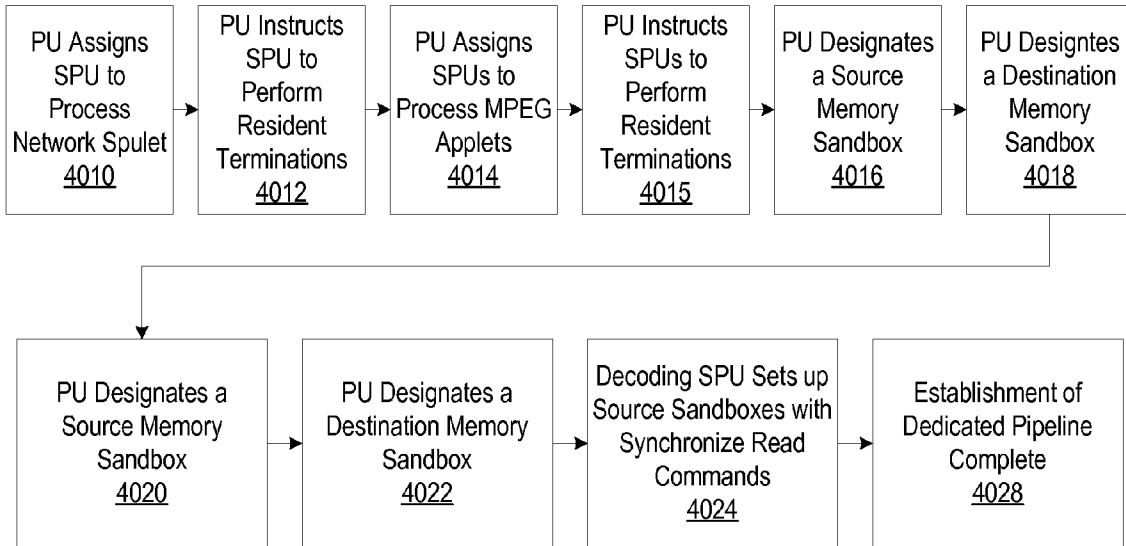 PU Assigns
SPU to
Process
Network Spulet
4010
PU Instructs
SPU to
Perform
Resident
Terminations
4012
PU Assigns
SPUs to
Process MPEG
Applets
4014
PU Instructs
SPUs to
Perform
Resident
Terminations
4015
PU Designates
a Source
Memory
Sandbox
4016
PU Designtes
a Destination
Memory
Sandbox
4018
PU Designates a
Source Memory
Sandbox
4020
PU Designates a
Destination Memory
Sandbox
4022
Decoding SPU Sets up
Source Sandboxes with
Synchronize Read
Commands
4024
Establishment of
Dedicated Pipeline
Complete
4028